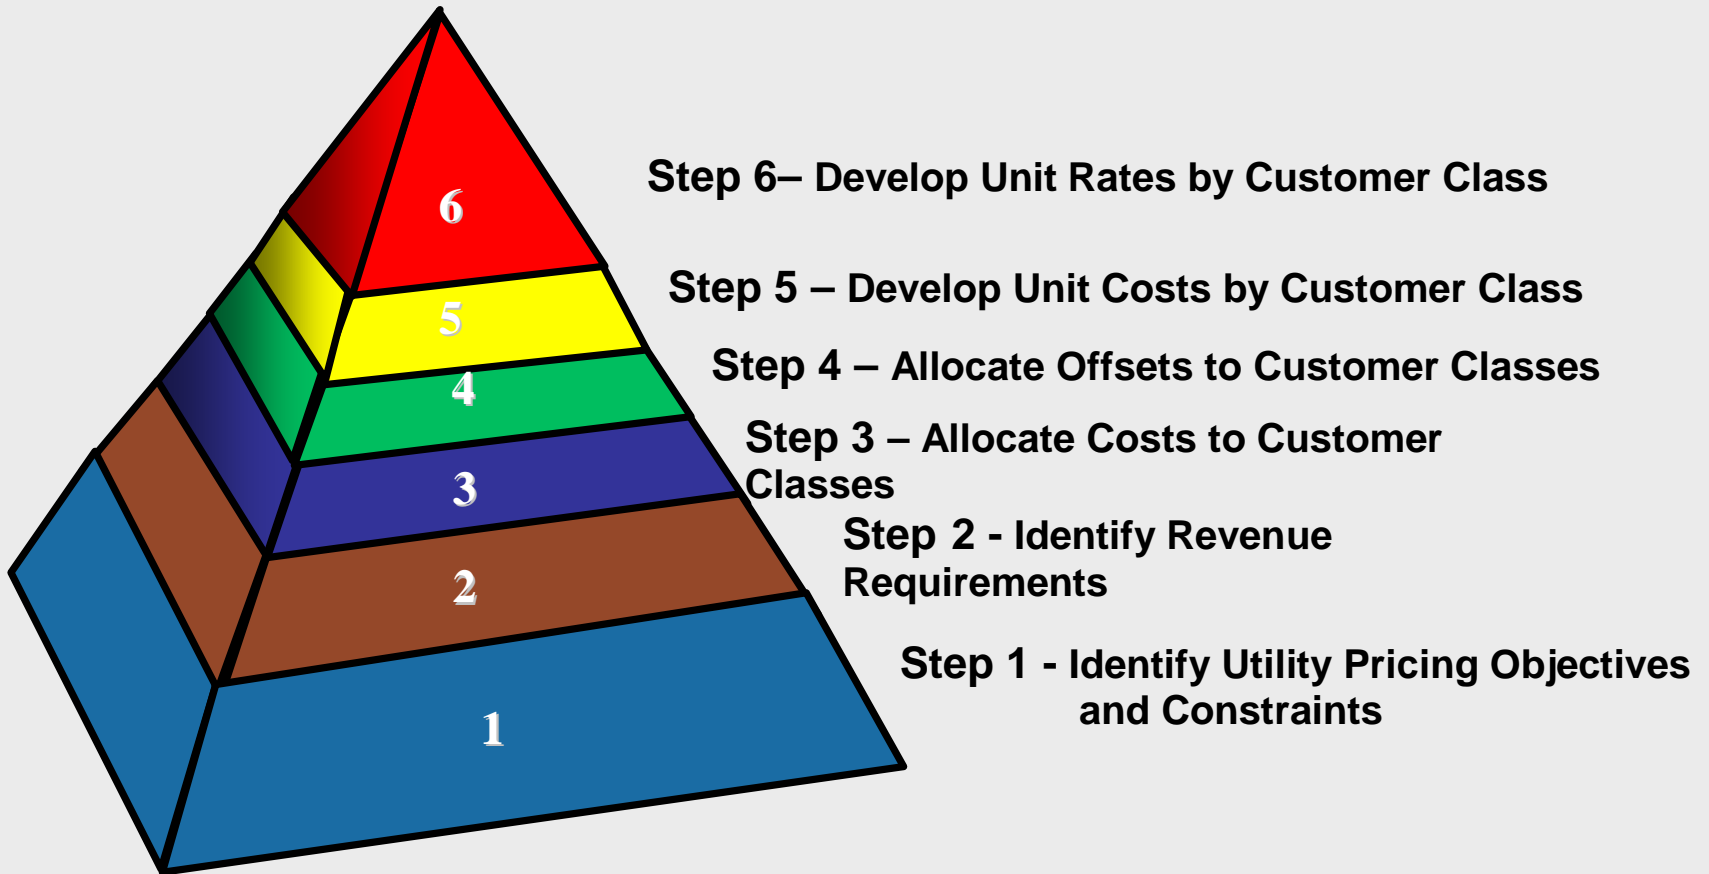 6
Step 6– Develop Unit Rates by Customer Class
5
Step 5 – Develop Unit Costs by Customer Class
4
Step 4 – Allocate Offsets to Customer Classes
3
Step 3 – Allocate Costs to Customer
Classes
2
Step 2 - Identify Revenue
Requirements
1
Step 1 - Identify Utility Pricing Objectives
and Constraints